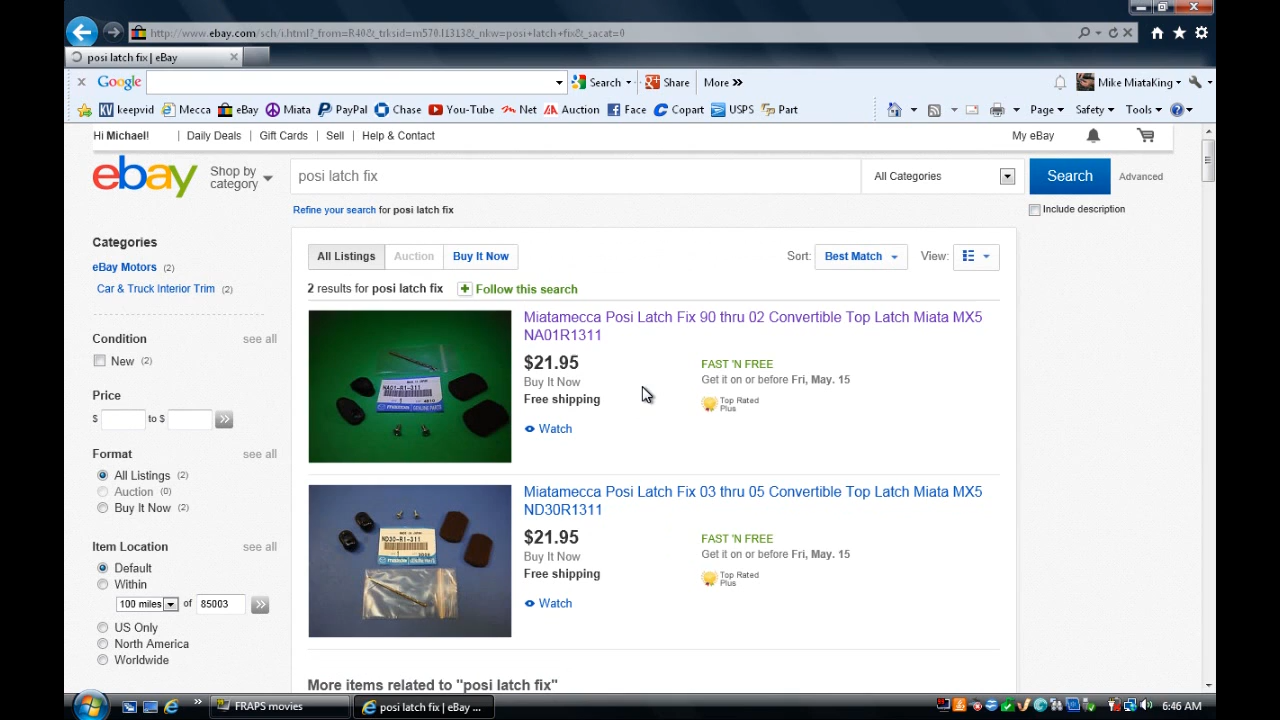 http://www.ebay.com/sch/i.html?_from=R40&_trksid=m570.l1313&_nkw=posi+latch+fix&_sacat=0
posi latch fix | eBay
Google
Search
Share
More »
Mike MiataKing
keepvid
Mecca
eBay
Miata
PayPal
Chase
You-Tube
Net
Auction
Face
Copart
USPS
Part
Page
Safety
Tools
Hi Michael!
Daily Deals
Gift Cards
Sell
Help & Contact
My eBay
ebay
Shop by
category
posi latch fix
All Categories
Search
Advanced
Refine your search for posi latch fix
Include description
Categories
eBay Motors (2)
Car & Truck Interior Trim (2)
Condition
see all
New (2)
Price
$ to $
Format
see all
All Listings (2)
Auction (0)
Buy It Now (2)
Item Location
see all
Default
Within
100 miles of 85003
US Only
North America
Worldwide
All Listings
Auction
Buy It Now
Sort: Best Match
View:
2 results for posi latch fix
Follow this search
Miatamecca Posi Latch Fix 90 thru 02 Convertible Top Latch Miata MX5
NA01R1311
$21.95
Buy It Now
Free shipping
Watch
FAST 'N FREE
Get it on or before Fri, May. 15
Top Rated
Plus
NA01-R1-311
Miatamecca Posi Latch Fix 03 thru 05 Convertible Top Latch Miata MX5
ND30R1311
$21.95
Buy It Now
Free shipping
Watch
FAST 'N FREE
Get it on or before Fri, May. 15
Top Rated
Plus
ND30-R1-311
More items related to "posi latch fix"
FRAPS movies
posi latch fix | eBay ...
6:46 AM